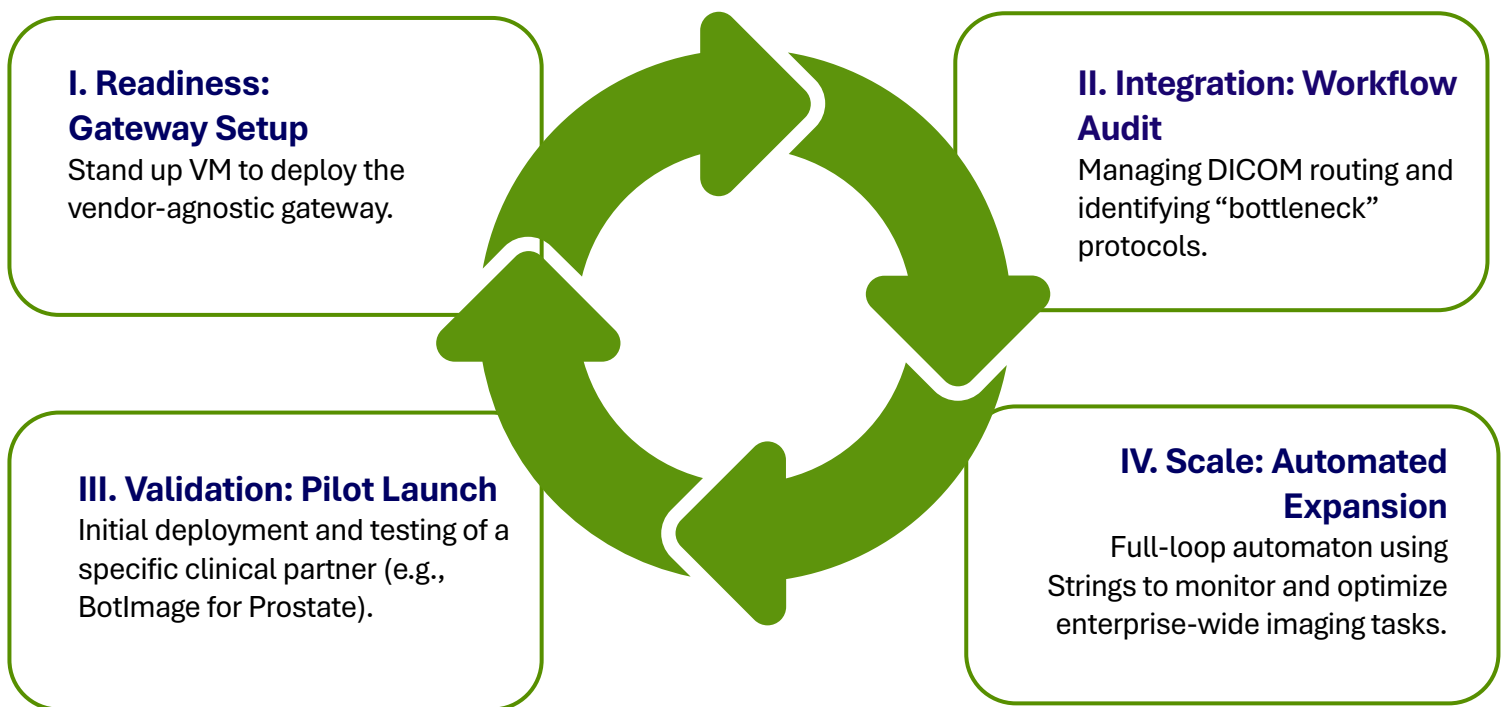 I. Readiness:
Gateway Setup
Stand up VM to deploy the
vendor-agnostic gateway.
II. Integration: Workflow
Audit
Managing DICOM routing and
identifying “bottleneck”
protocols.
III. Validation: Pilot Launch
Initial deployment and testing of a
specific clinical partner (e.g.,
BotImage for Prostate).
IV. Scale: Automated
Expansion
Full-loop automaton using
Strings to monitor and optimize
enterprise-wide imaging tasks.